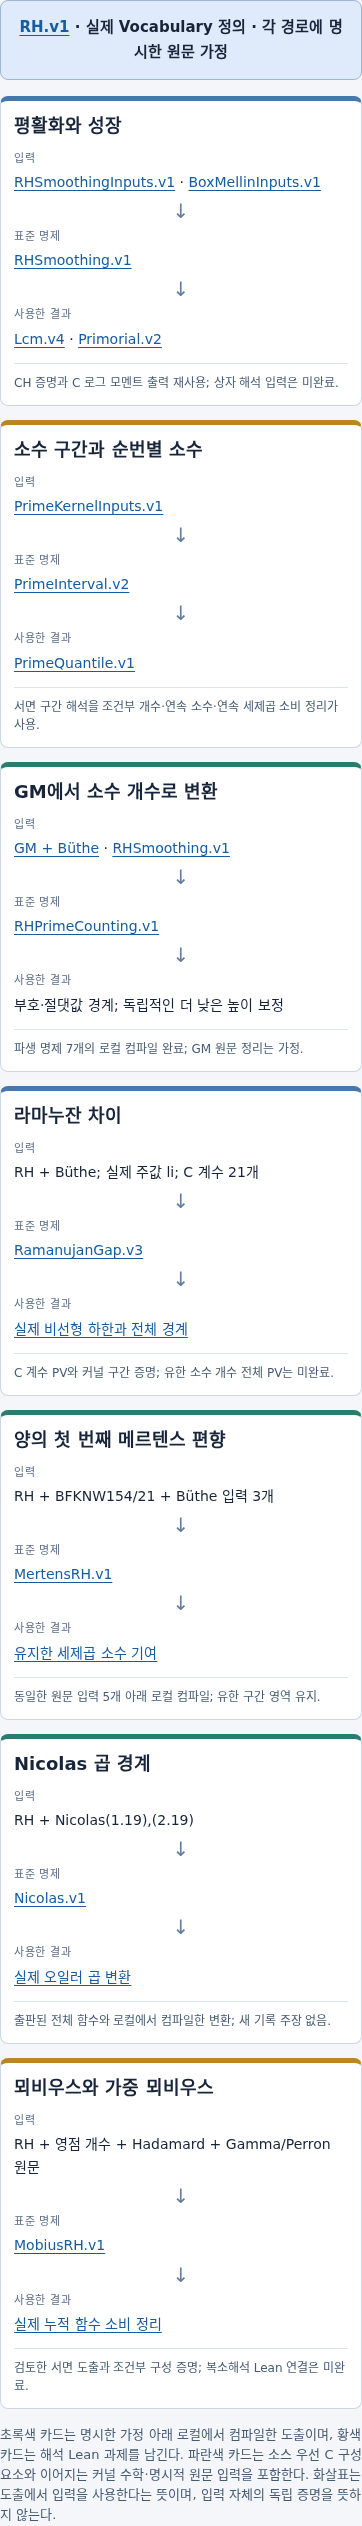 RH.v1 · 실제 Vocabulary 정의 · 각 경로에 명
시한 원문 가정
평활화와 성장
입력
RHSmoothingInputs.v1 · BoxMellinInputs.v1
↓
표준 명제
RHSmoothing.v1
↓
사용한 결과
Lcm.v4 · Primorial.v2
CH 증명과 C 로그 모멘트 출력 재사용; 상자 해석 입력은 미완료.
소수 구간과 순번별 소수
입력
PrimeKernelInputs.v1
↓
표준 명제
PrimeInterval.v2
↓
사용한 결과
PrimeQuantile.v1
서면 구간 해석을 조건부 개수·연속 소수·연속 세제곱 소비 정리가
사용.
GM에서 소수 개수로 변환
입력
GM + Büthe · RHSmoothing.v1
↓
표준 명제
RHPrimeCounting.v1
↓
사용한 결과
부호·절댓값 경계; 독립적인 더 낮은 높이 보정
파생 명제 7개의 로컬 컴파일 완료; GM 원문 정리는 가정.
라마누잔 차이
입력
RH + Büthe; 실제 주값 li; C 계수 21개
↓
표준 명제
RamanujanGap.v3
↓
사용한 결과
실제 비선형 하한과 전체 경계
C 계수 PV와 커널 구간 증명; 유한 소수 개수 전체 PV는 미완료.
양의 첫 번째 메르텐스 편향
입력
RH + BFKNW154/21 + Büthe 입력 3개
↓
표준 명제
MertensRH.v1
↓
사용한 결과
유지한 세제곱 소수 기여
동일한 원문 입력 5개 아래 로컬 컴파일; 유한 구간 영역 유지.
Nicolas 곱 경계
입력
RH + Nicolas(1.19),(2.19)
↓
표준 명제
Nicolas.v1
↓
사용한 결과
실제 오일러 곱 변환
출판된 전체 함수와 로컬에서 컴파일한 변환; 새 기록 주장 없음.
뫼비우스와 가중 뫼비우스
입력
RH + 영점 개수 + Hadamard + Gamma/Perron
원문
↓
표준 명제
MobiusRH.v1
↓
사용한 결과
실제 누적 함수 소비 정리
검토한 서면 도출과 조건부 구성 증명; 복소해석 Lean 연결은 미완
료.
초록색 카드는 명시한 가정 아래 로컬에서 컴파일한 도출이며, 황색
카드는 해석 Lean 과제를 남긴다. 파란색 카드는 소스 우선 C 구성
요소와 이어지는 커널 수학·명시적 원문 입력을 포함한다. 화살표는
도출에서 입력을 사용한다는 뜻이며, 입력 자체의 독립 증명을 뜻하
지 않는다.